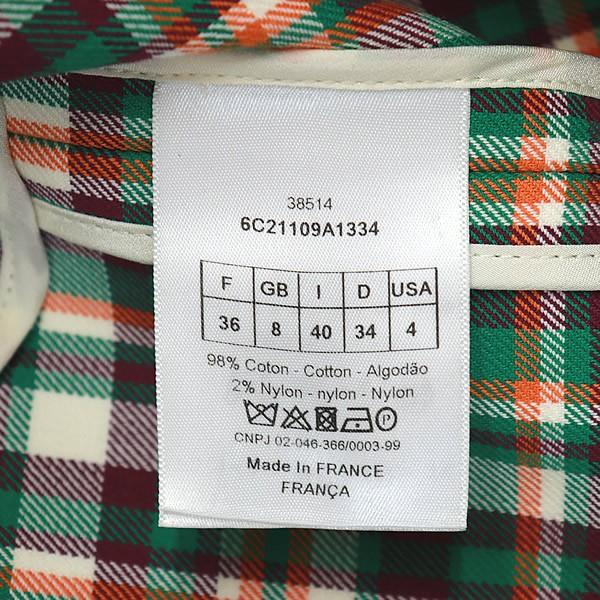 38514
6C21109A1334
F GB I D USA
36 8 40 34 4
98% Coton - Cotton - Algodão
2% Nylon - nylon - Nylon
CNPJ 02-046-366/0003-99
Made In FRANCE
FRANÇA